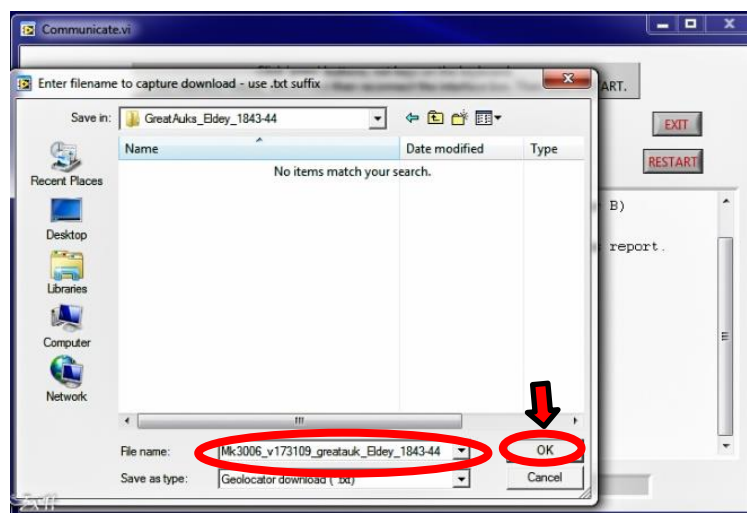 Communicate.vi
Enter filename to capture download - use .txt suffix
ART.
Save in:
GreatAuks_Eldey_1843-44
EXIT
RESTART
Name
Date modified
Type
No items match your search.
Recent Places
Desktop
Libraries
Computer
Network
B)
report.
File name:
Mk3006_v173109_greatauk_Eldey_1843-44
OK
Save as type:
Geolocator download (*.txt)
Cancel